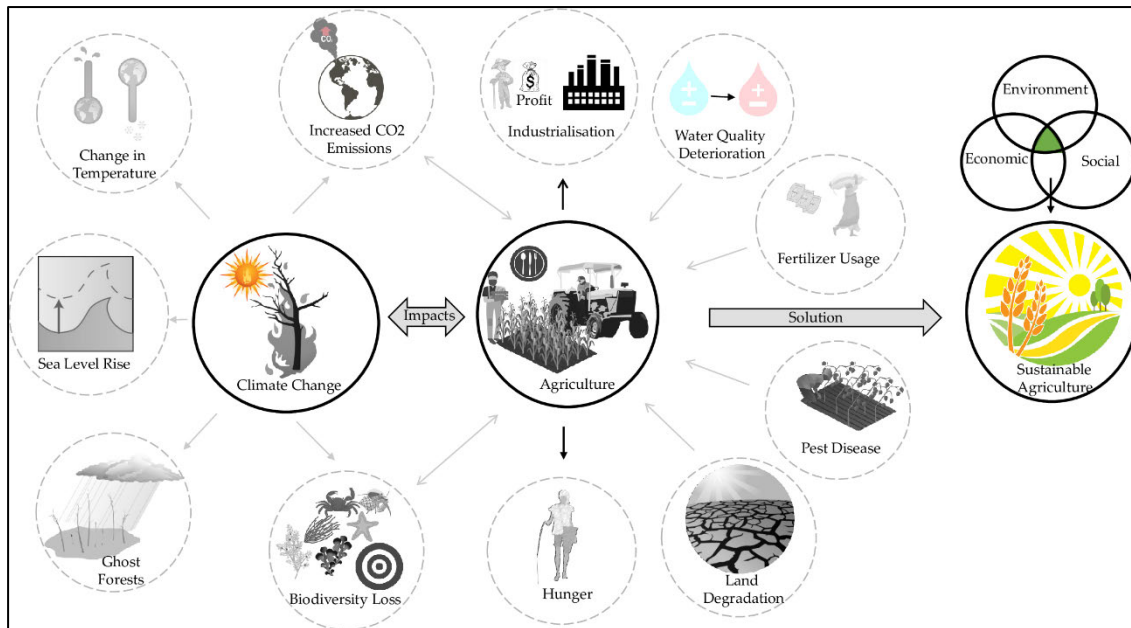 CO₂
Increased CO2
Emissions
$
Profit
Industrialisation
Water Quality
Deterioration
Environment
Economic
Social
Change in
Temperature
Fertilizer Usage
Sea Level Rise
Climate Change
Impacts
Agriculture
Solution
Sustainable
Agriculture
Pest Disease
Ghost
Forests
Biodiversity Loss
Hunger
Land
Degradation